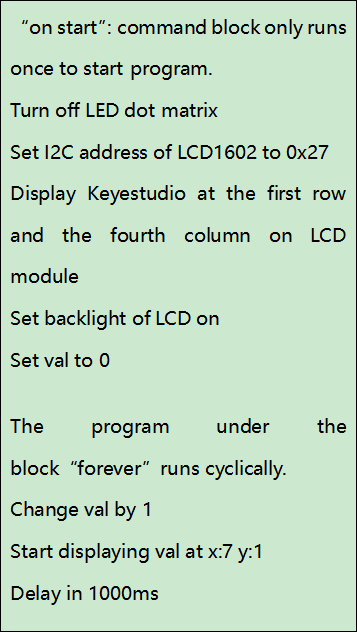 “on start”: command block only runs
once to start program.
Turn off LED dot matrix
Set I2C address of LCD1602 to 0x27
Display Keyestudio at the first row
and the fourth column on LCD
module
Set backlight of LCD on
Set val to 0
The program under the
block “forever” runs cyclically.
Change val by 1
Start displaying val at x:7 y:1
Delay in 1000ms